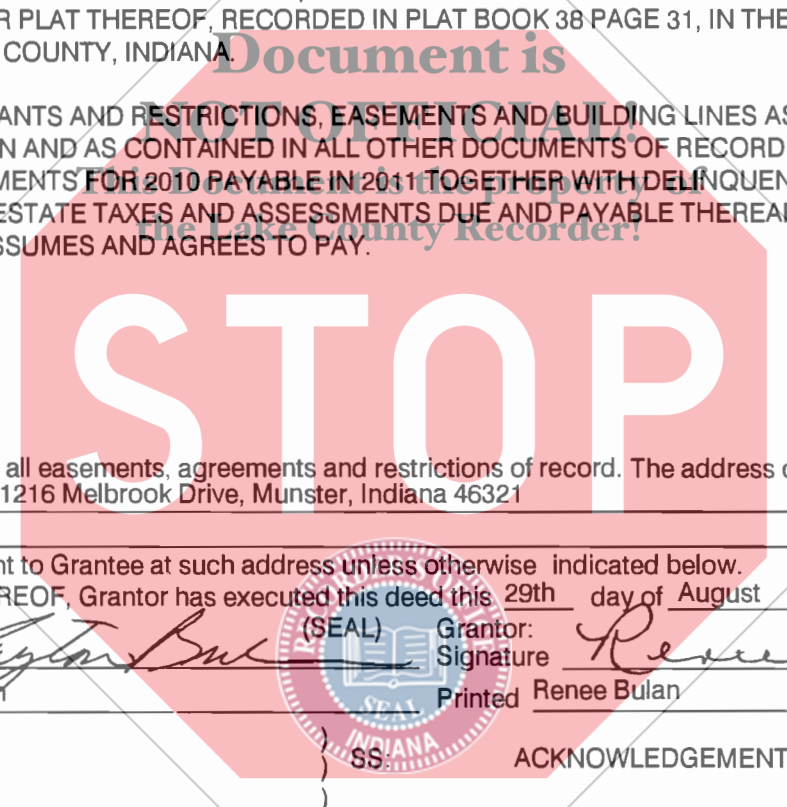 R PLAT THEREOF, RECORDED IN PLAT BOOK 38 PAGE 31, IN THE
COUNTY, INDIANA.
Document is
ANTS AND RESTRICTIONS, EASEMENTS AND BUILDING LINES AS
NOT OFFICIAL!
N AND AS CONTAINED IN ALL OTHER DOCUMENTS OF RECORD
MENTS FOR 2010 PAYABLE IN 2011 TOGETHER WITH DELINQUEN
This Document is the property
ESTATE TAXES AND ASSESSMENTS DUE AND PAYABLE THEREA
the Lake County Recorder!
SSUMES AND AGREES TO PAY.
STOP
all easements, agreements and restrictions of record. The address o
1216 Melbrook Drive, Munster, Indiana 46321
nt to Grantee at such address unless otherwise indicated below.
REOF, Grantor has executed this deed this 29th day of August
(SEAL) Grantor:
Signature Renee
Printed Renee Bulan
RECORDER'S OFFICE
SEAL
INDIANA
) SS: ACKNOWLEDGEMENT
)